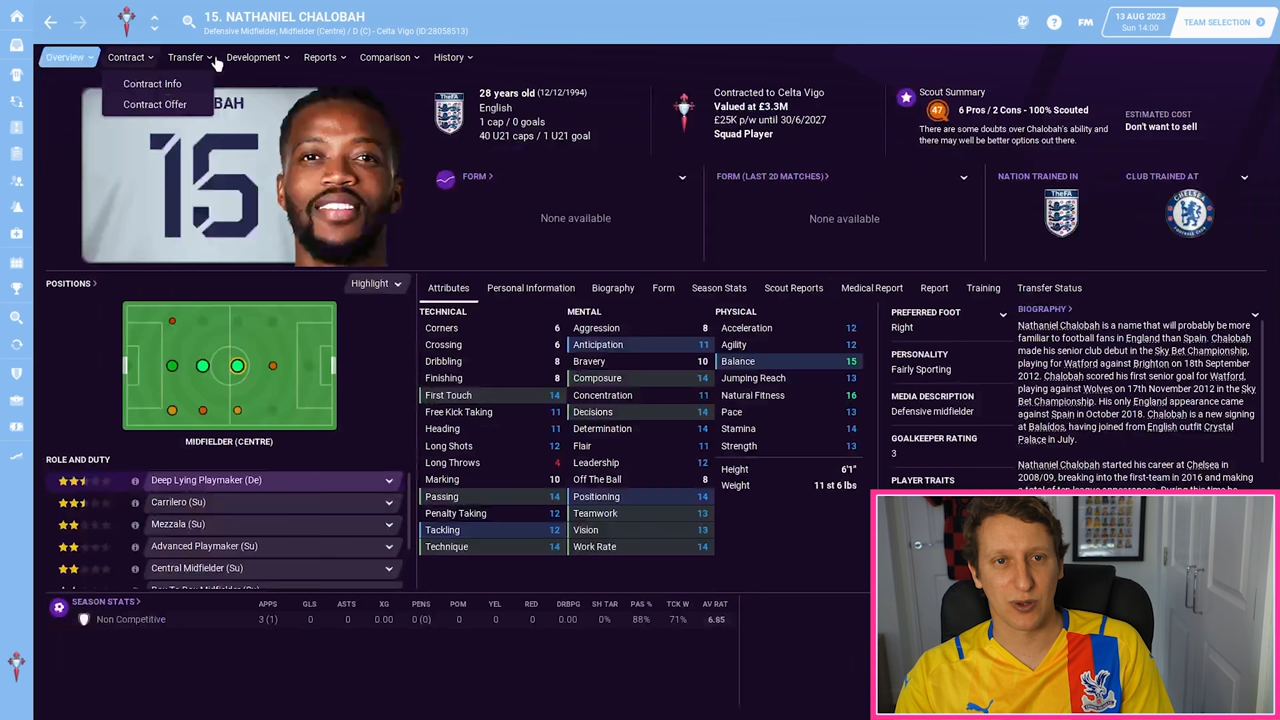 15. NATHANIEL CHALOBAH
Defensive Midfielder, Midfielder (Centre) / D (C) - Celta Vigo (ID: 28058513)
FM
13 AUG 2023
Sun 14:00
TEAM SELECTION
Overview
Contract
Transfer
Development
Reports
Comparison
History
Contract Info
Contract Offer
BAH
15
28 years old (12/12/1994)
English
1 cap / 0 goals
40 U21 caps / 1 U21 goal
Contracted to Celta Vigo
Valued at £3.3M
£25K p/w until 30/6/2027
Squad Player
Scout Summary
47
6 Pros / 2 Cons - 100% Scouted
There are some doubts over Chalobah's ability and
there may well be better options out there.
ESTIMATED COST
Don't want to sell
FORM >
None available
FORM (LAST 20 MATCHES) >
None available
NATION TRAINED IN
CLUB TRAINED AT
POSITIONS >
Highlight
MIDFIELDER (CENTRE)
ROLE AND DUTY
Deep Lying Playmaker (De)
Carrilero (Su)
Mezzala (Su)
Advanced Playmaker (Su)
Central Midfielder (Su)
Attributes
Personal Information
Biography
Form
Season Stats
Scout Reports
Medical Report
Report
Training
Transfer Status
TECHNICAL
Corners 6
Crossing 6
Dribbling 8
Finishing 8
First Touch 14
Free Kick Taking 11
Heading 11
Long Shots 12
Long Throws 4
Marking 10
Passing 14
Penalty Taking 12
Tackling 12
Technique 14
MENTAL
Aggression 8
Anticipation 11
Bravery 10
Composure 14
Concentration 11
Decisions 14
Determination 14
Flair 11
Leadership 12
Off The Ball 8
Positioning 14
Teamwork 13
Vision 13
Work Rate 14
PHYSICAL
Acceleration 12
Agility 12
Balance 15
Jumping Reach 13
Natural Fitness 16
Pace 13
Stamina 14
Strength 13
Height 6'1"
Weight 11 st 6 lbs
PREFERRED FOOT
Right
PERSONALITY
Fairly Sporting
MEDIA DESCRIPTION
Defensive midfielder
GOALKEEPER RATING
3
PLAYER TRAITS
BIOGRAPHY >
Nathaniel Chalobah is a name that will probably be more
familiar to football fans in England than Spain. Chalobah
made his senior club debut in the Sky Bet Championship,
playing for Watford against Brighton on 18th September
2012. Chalobah scored his first senior goal for Watford,
playing against Wolves on 17th November 2012 in the Sky
Bet Championship. His only England appearance came
against Spain in October 2018. Chalobah is a new signing
at Balaídos, having joined from English outfit Crystal
Palace in July.
Nathaniel Chalobah started his career at Chelsea in
2008/09, breaking into the first-team in 2016 and making
SEASON STATS >
APPS GLS ASTS XG PENS POM YEL RED DRBPG SH TAR PAS % TCK W AV RAT
Non Competitive 3 (1) 0 0 0.00 0 (0) 0 0 0 0.00 0% 88% 71% 6.85